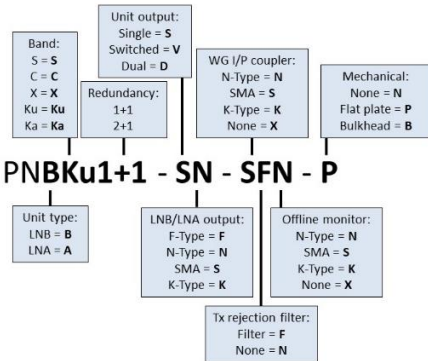 Band:
S = S
C = C
X = X
Ku = Ku
Ka = Ka
Redundancy:
1+1
2+1
Unit output:
Single = S
Switched = V
Dual = D
WG I/P coupler:
N-Type = N
SMA = S
K-Type = K
None = X
Mechanical:
None = N
Flat plate = P
Bulkhead = B
PNBKu1+1 - SN - SFN - P
Unit type:
LNB = B
LNA = A
LNB/LNA output:
F-Type = F
N-Type = N
SMA = S
K-Type = K
Offline monitor:
N-Type = N
SMA = S
K-Type = K
None = X
Tx rejection filter:
Filter = F
None = N